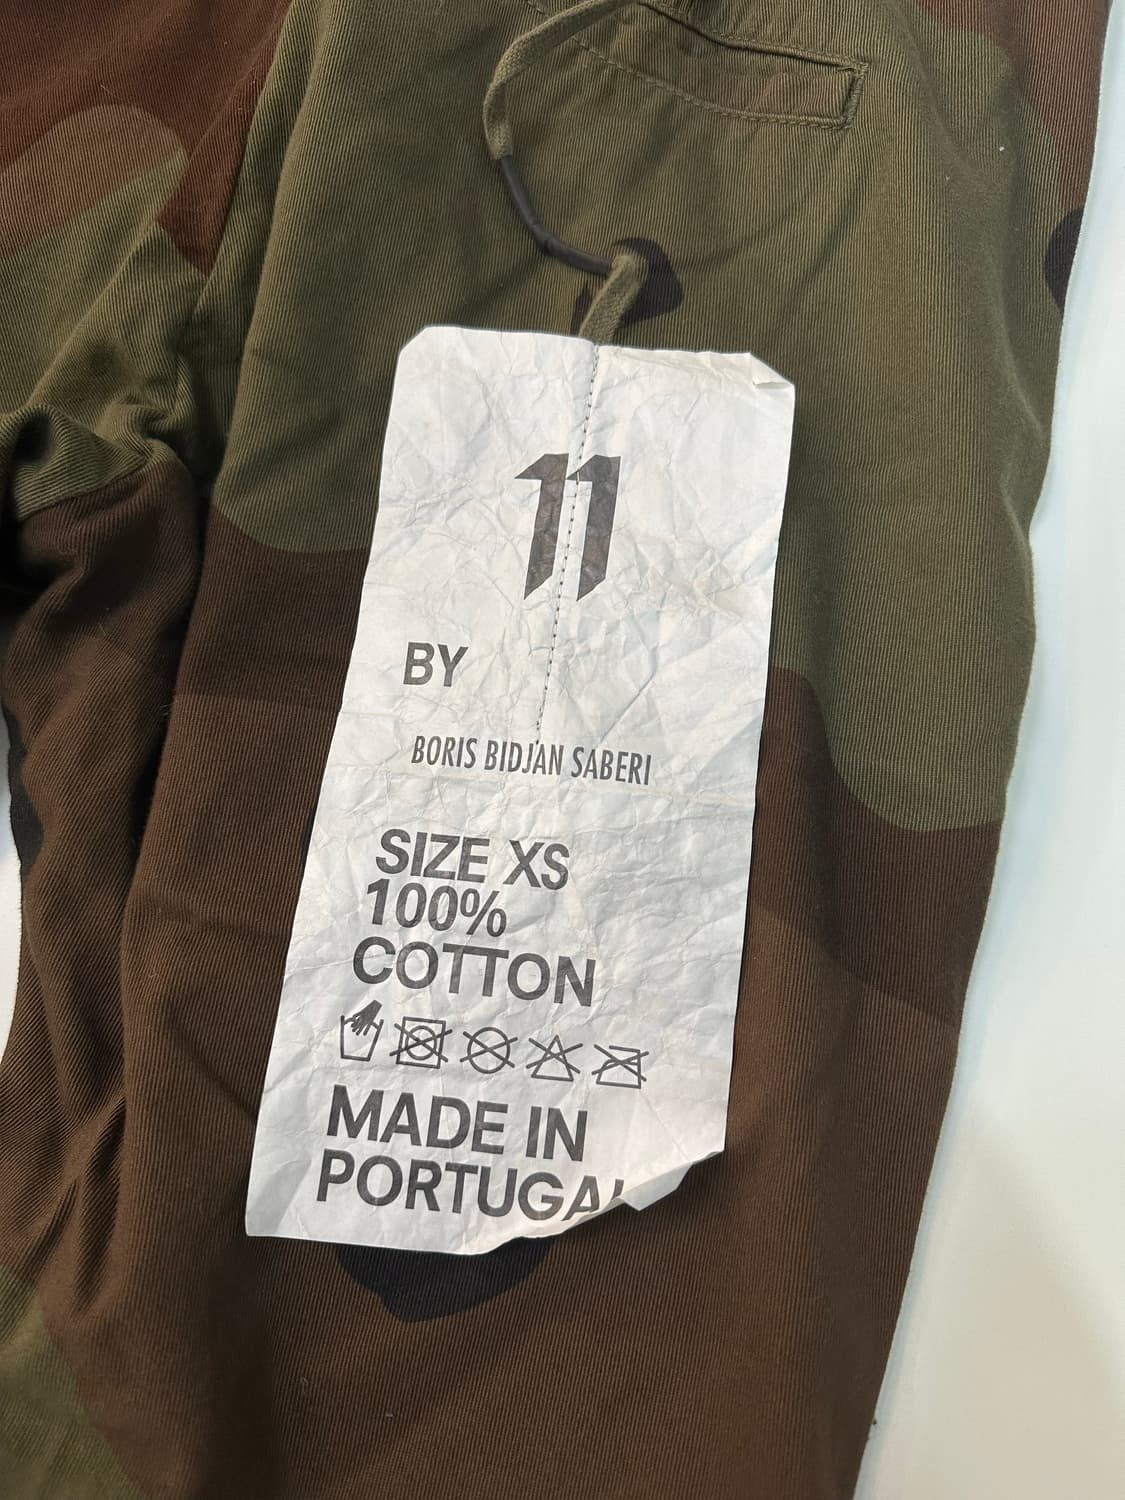 11
BY
BORIS BIDJAN SABERI
SIZE XS
100%
COTTON
MADE IN
PORTUGAL